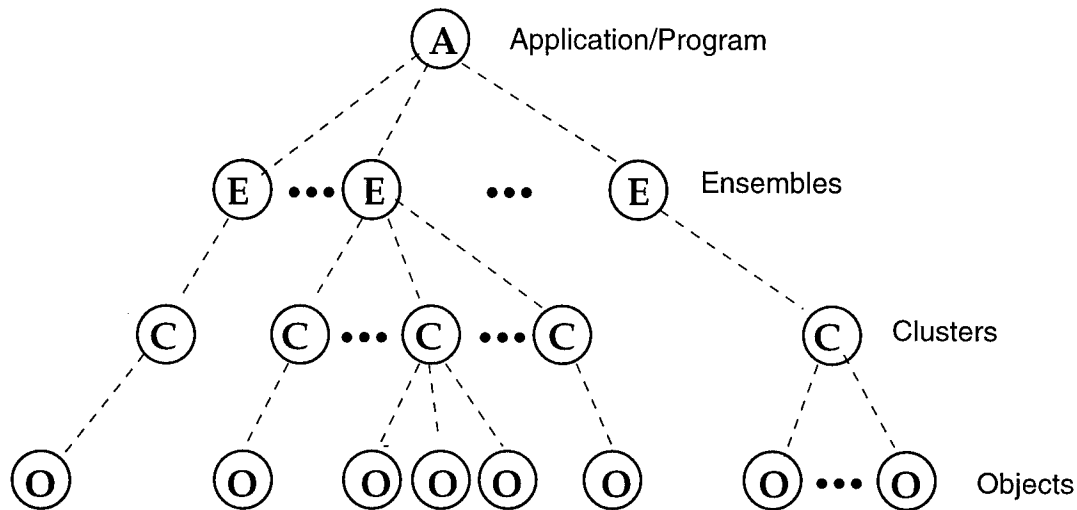 A Application/Program
E ••• E ••• E Ensembles
C C ••• C ••• C C Clusters
O O O O O O O ••• O Objects